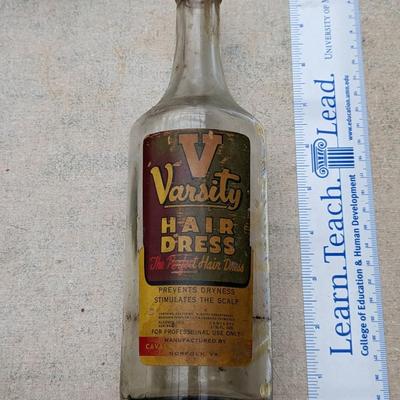 V
Varsity
HAIR
DRESS
The Perfect Hair Dress
PREVENTS DRYNESS
STIMULATES THE SCALP
FOR PROFESSIONAL USE ONLY
MANUFACTURED BY
NORFOLK, VA.
Learn. Teach. Lead.
College of Education & Human Development
www.education.umn.edu
UNIVERSITY OF